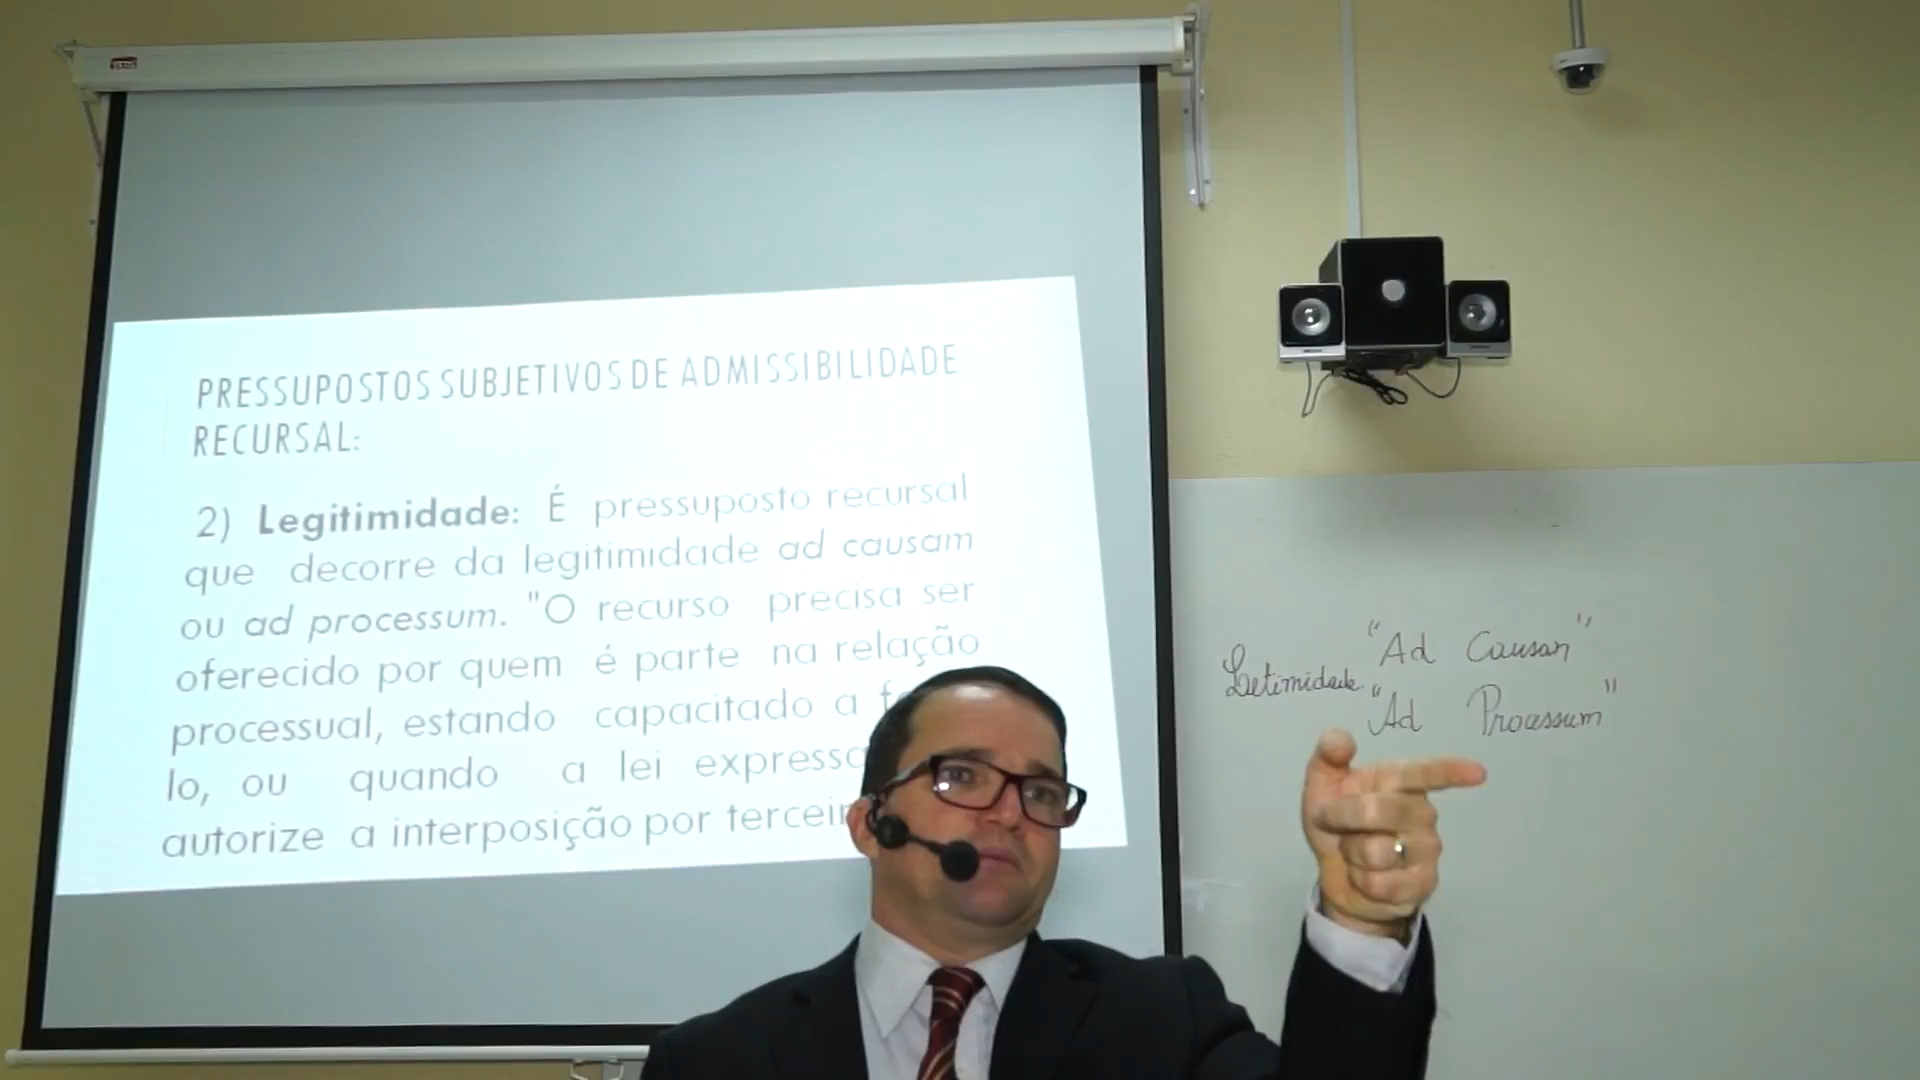 PRESSUPOSTOS SUBJETIVOS DE ADMISSIBILIDADE
RECURSAL:
2) Legitimidade: É pressuposto recursal
que decorre da legitimidade ad causam
ou ad processum. "O recurso precisa ser
oferecido por quem é parte na relação
processual, estando capacitado a
lo, ou quando a lei
autorize a interposição por
"Ad Causan"
Letimidade
"Ad Processum"